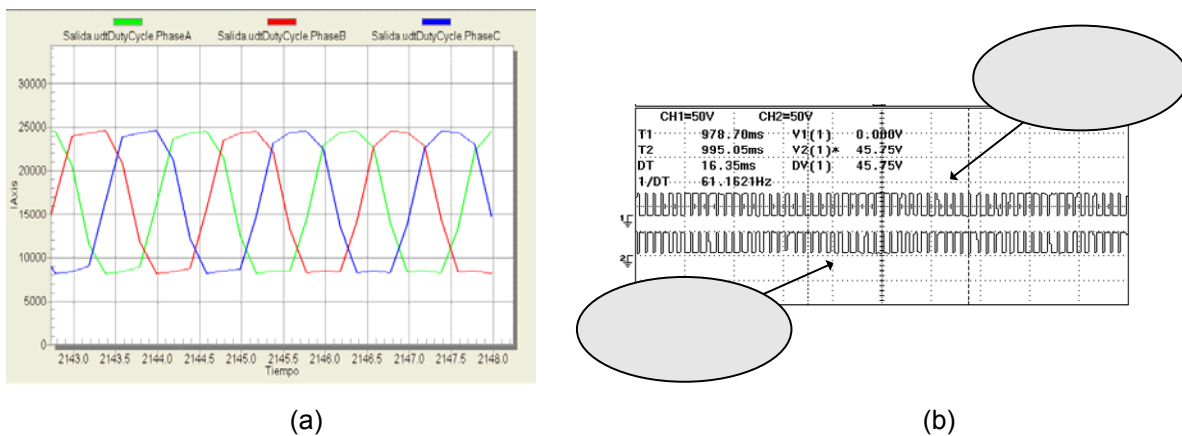 Salida.udtDutyCycle.PhaseA Salida.udtDutyCycle.PhaseB Salida.udtDutyCycle.PhaseC
30000
25000
20000
15000
10000
5000
0
YAxis
2143.0 2143.5 2144.0 2144.5 2145.0 2145.5 2146.0 2146.5 2147.0 2147.5 2148.0
Tiempo
(a)
CH1=50V CH2=50V
T1 978.70ms V1(1) 0.000V
T2 995.05ms V2(1)* 45.75V
DT 16.35ms DV(1) 45.75V
1/DT 61.1621Hz
1
2
(b)